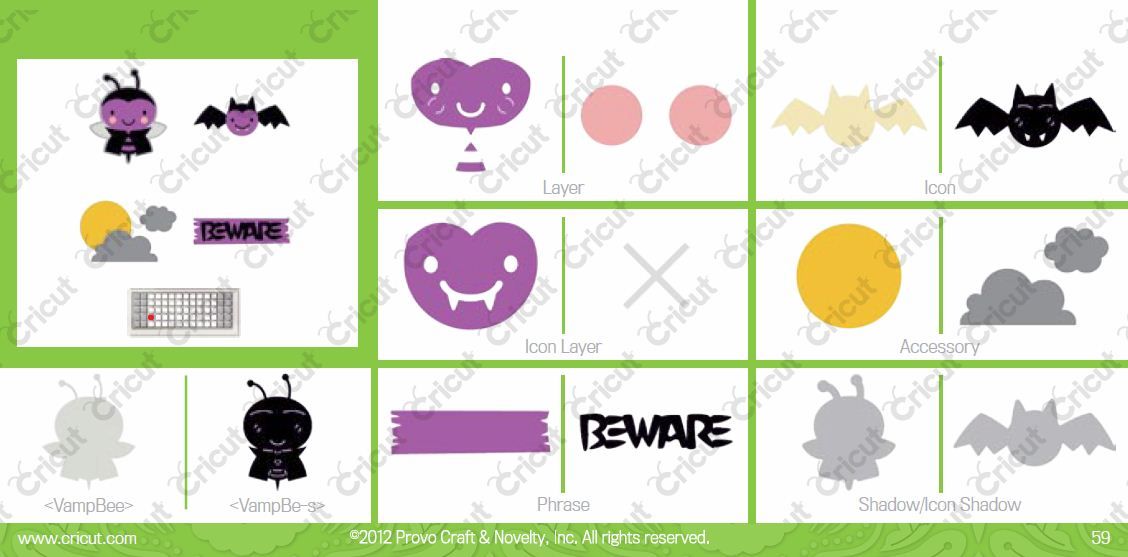 BEWARE
Layer
Icon
Icon Layer
Accessory
<VampBee>
<VampBe-s>
BEWARE
Phrase
Shadow/Icon Shadow
www.cricut.com
©2012 Provo Craft & Novelty, Inc. All rights reserved.
59
Cricut